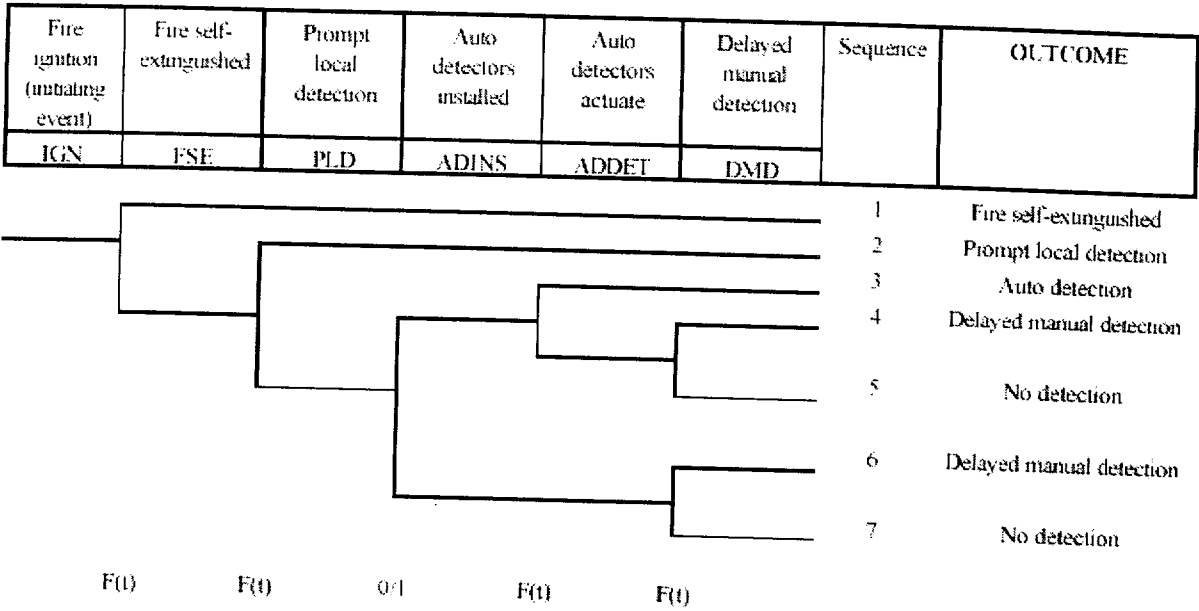 Fire ignition (initiating event)
Fire self-extinguished
Prompt local detection
Auto detectors installed
Auto detectors actuate
Delayed manual detection
Sequence
OUTCOME
IGN
FSE
PLD
ADINS
ADDET
DMD
1 Fire self-extinguished
2 Prompt local detection
3 Auto detection
4 Delayed manual detection
5 No detection
6 Delayed manual detection
7 No detection
F(t) F(t) 0/1 F(t) F(t)